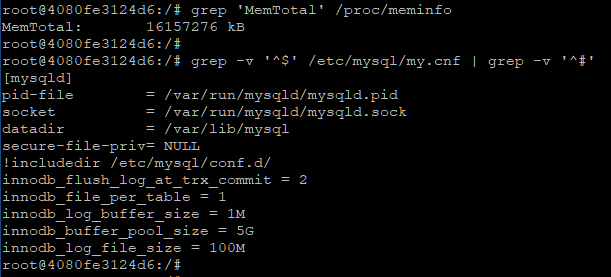 root@4080fe3124d6:/# grep 'MemTotal' /proc/meminfo
MemTotal:       16157276 kB
root@4080fe3124d6:/#
root@4080fe3124d6:/# grep -v '^$' /etc/mysql/my.cnf | grep -v '^#'
[mysqld]
pid-file        = /var/run/mysqld/mysqld.pid
socket          = /var/run/mysqld/mysqld.sock
datadir         = /var/lib/mysql
secure-file-priv= NULL
!includedir /etc/mysql/conf.d/
innodb_flush_log_at_trx_commit = 2
innodb_file_per_table = 1
innodb_log_buffer_size = 1M
innodb_buffer_pool_size = 5G
innodb_log_file_size = 100M
root@4080fe3124d6:/#